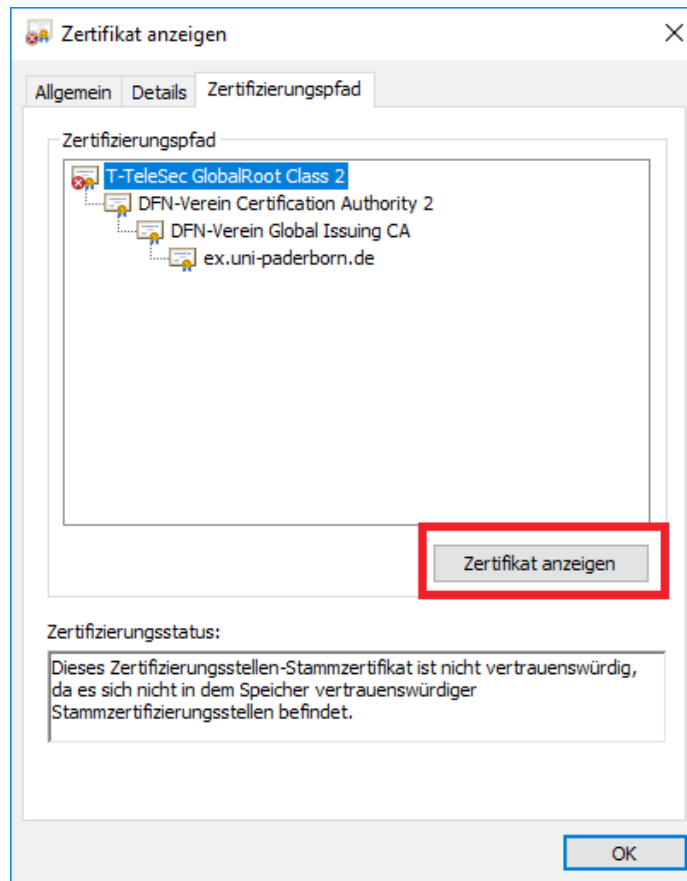 Zertifikat anzeigen
Allgemein Details Zertifizierungspfad
Zertifizierungspfad
T-TeleSec GlobalRoot Class 2
DFN-Verein Certification Authority 2
DFN-Verein Global Issuing CA
ex.uni-paderborn.de
Zertifikat anzeigen
Zertifizierungsstatus:
Dieses Zertifizierungsstellen-Stammzertifikat ist nicht vertrauenswürdig,
da es sich nicht in dem Speicher vertrauenswürdiger
Stammzertifizierungsstellen befindet.
OK